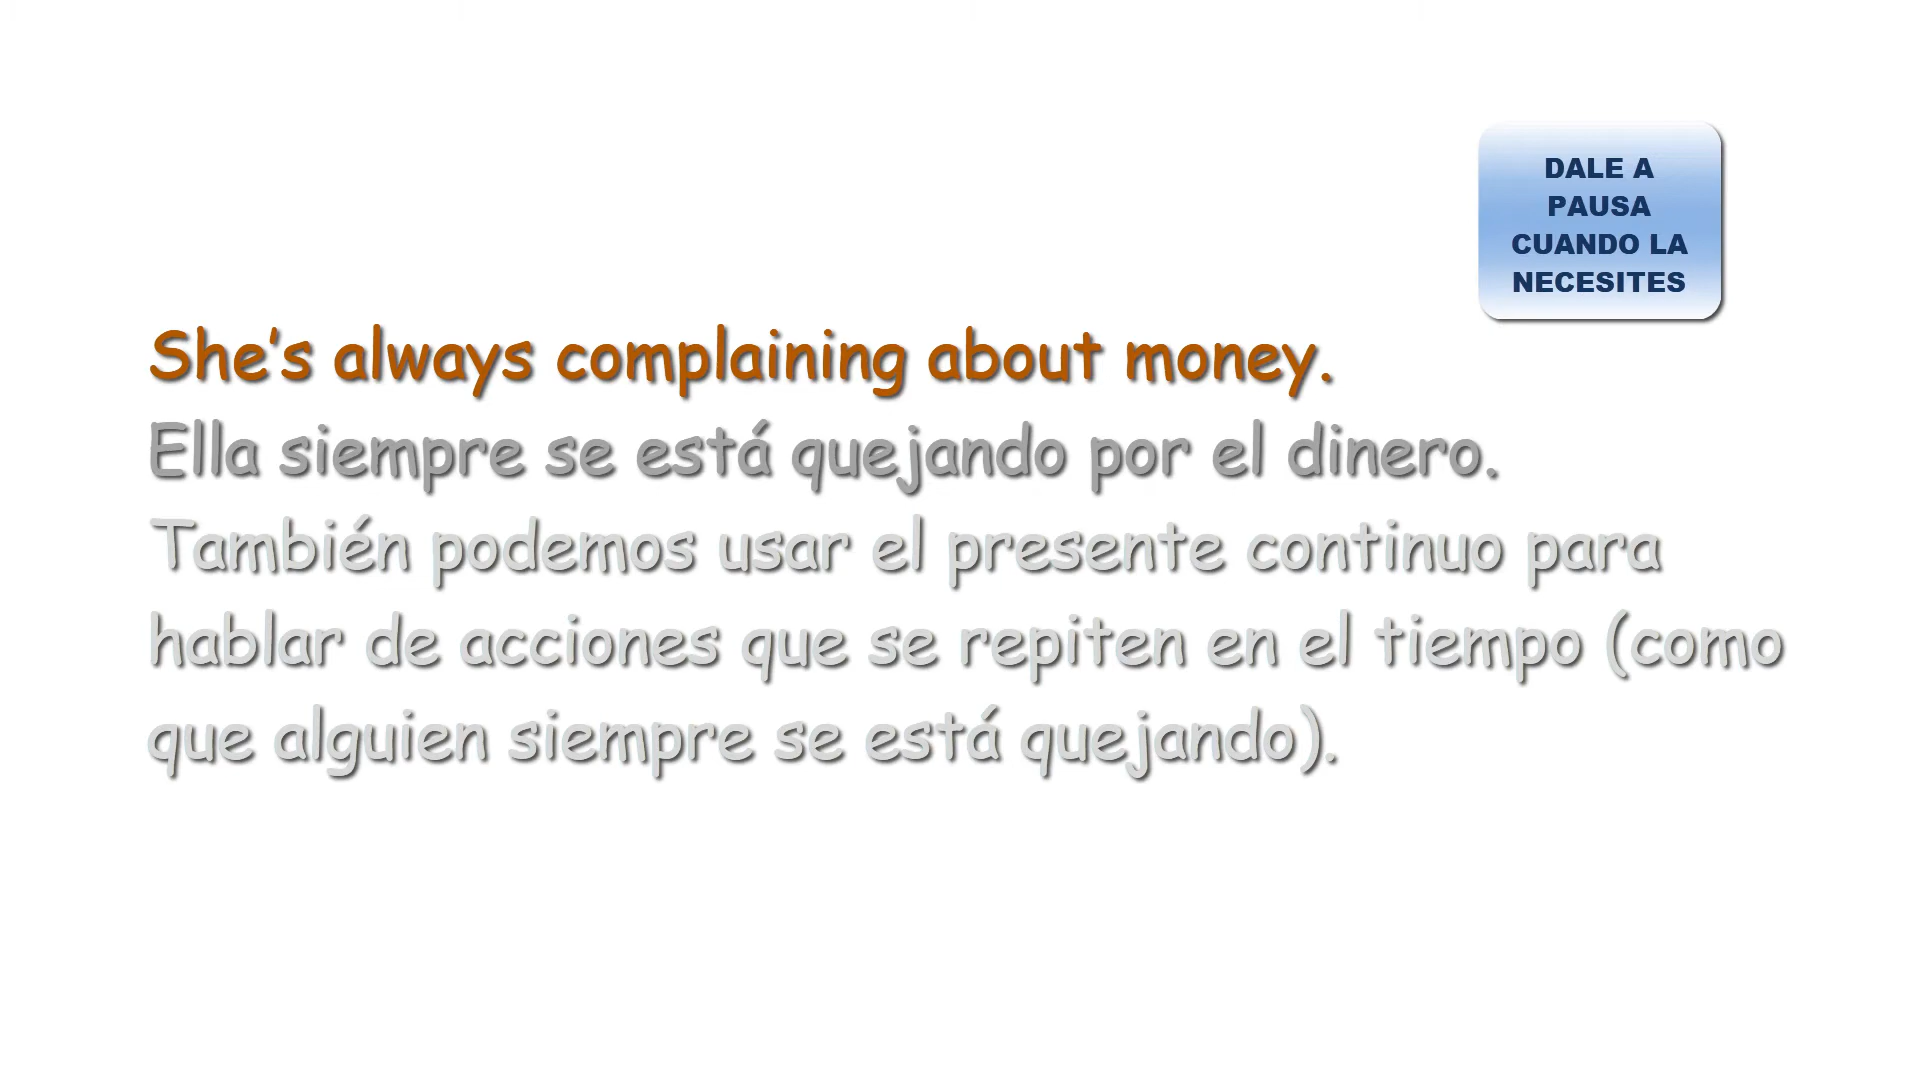 DALE A
PAUSA
CUANDO LA
NECESITES
She’s always complaining about money.
Ella siempre se está quejando por el dinero.
También podemos usar el presente continuo para
hablar de acciones que se repiten en el tiempo (como
que alguien siempre se está quejando).